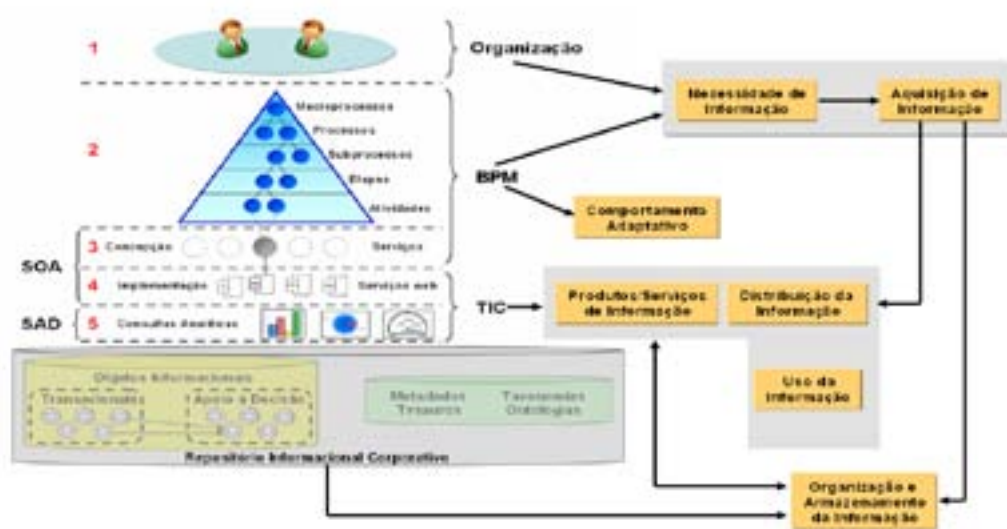 1
Organização
Necessidade de
Informação
Aquisição de
Informação
2
Macroprocessos
Processos
Subprocessos
Etapas
Atividades
BPM
Comportamento
Adaptativo
3
Concepção
Serviços
SOA
4
Implementação
Serviços web
TIC
Produtos/Serviços
de Informação
Distribuição da
Informação
SAD
5
Consultas Analíticas
Objetos Informacionais
Transacionais
Apoio a Decisão
Metadados
Tesauros
Taxonomias
Ontologias
Uso da
Informação
Repositório Informacional Corporativo
Organização e
Armazenamento
da Informação